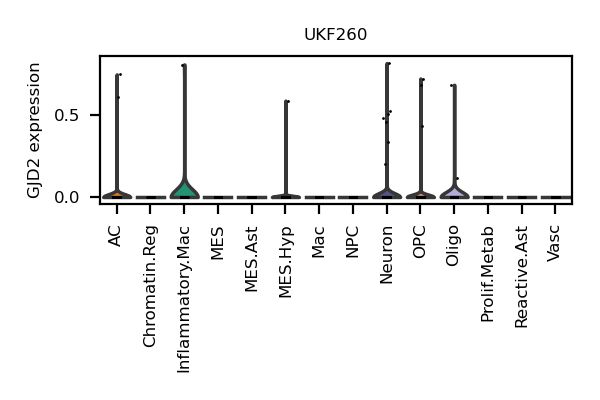 UKF260
GJD2 expression
0.5
0.0
AC
Chromatin.Reg
Inflammatory.Mac
MES
MES.Ast
MES.Hyp
Mac
NPC
Neuron
OPC
Oligo
Prolif.Metab
Reactive.Ast
Vasc